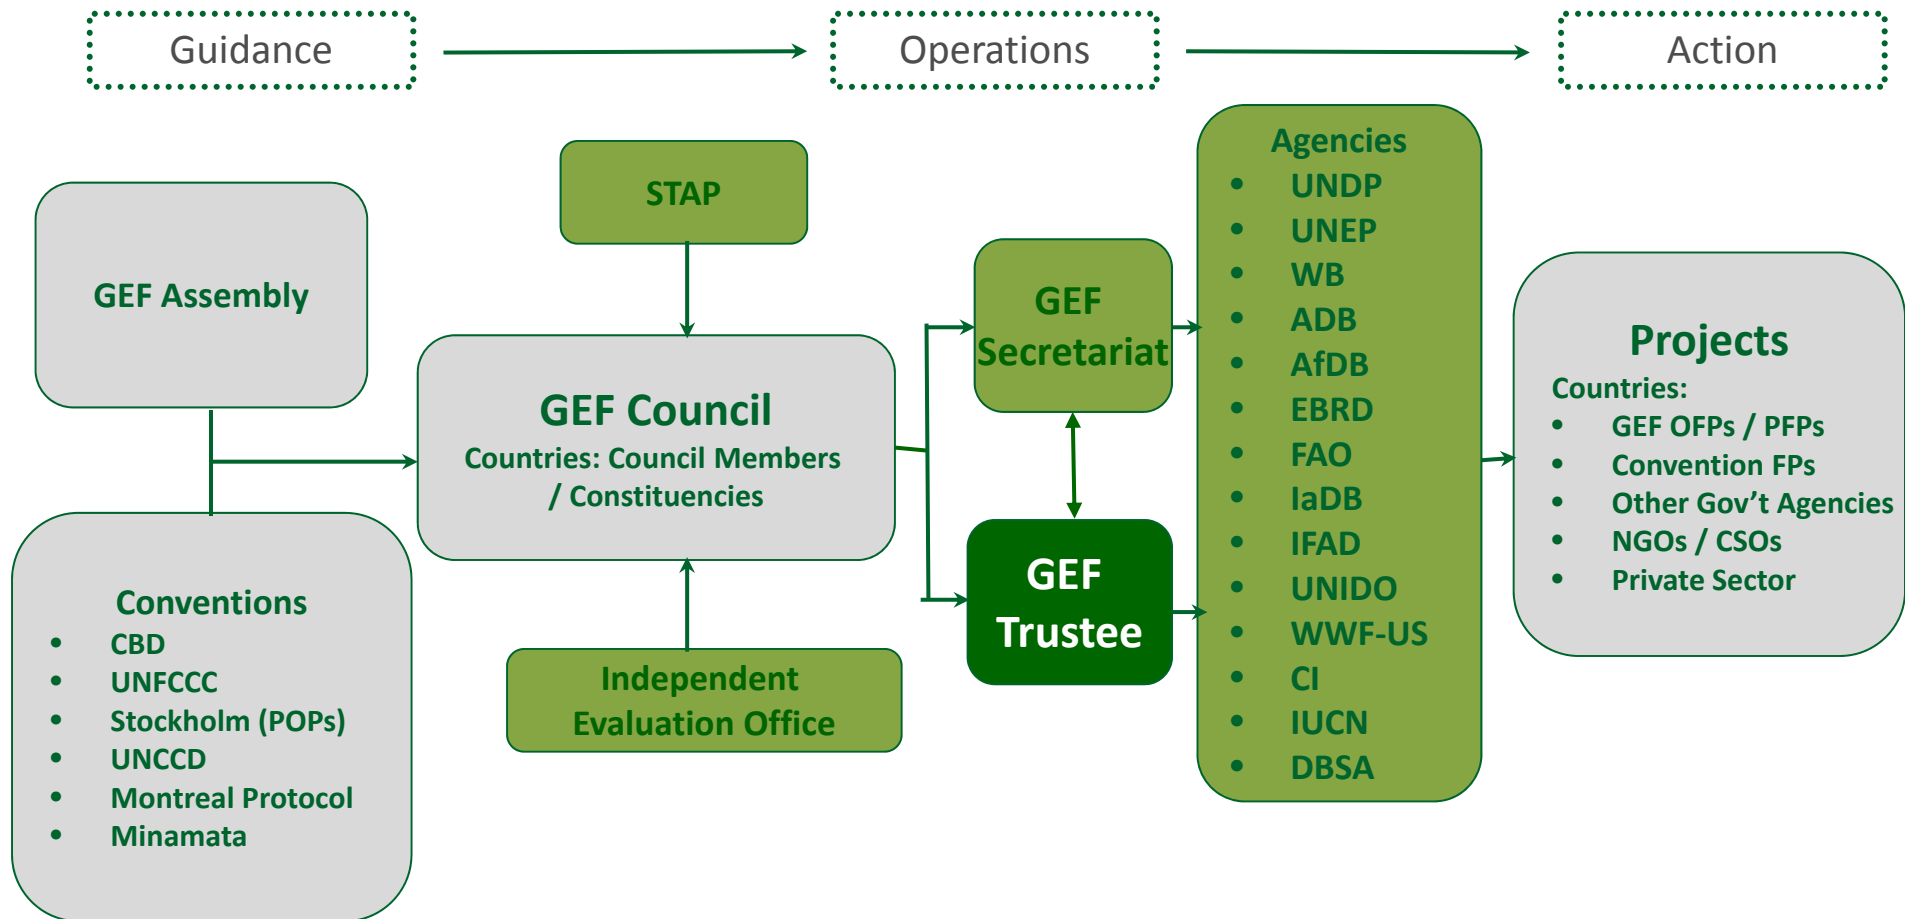 Guidance
Operations
Action
GEF Assembly
Conventions
• CBD
• UNFCCC
• Stockholm (POPs)
• UNCCD
• Montreal Protocol
• Minamata
STAP
GEF Council
Countries: Council Members
/ Constituencies
Independent
Evaluation Office
GEF
Secretariat
GEF
Trustee
Agencies
• UNDP
• UNEP
• WB
• ADB
• AfDB
• EBRD
• FAO
• IaDB
• IFAD
• UNIDO
• WWF-US
• CI
• IUCN
• DBSA
Projects
Countries:
• GEF OFPs / PFPs
• Convention FPs
• Other Gov’t Agencies
• NGOs / CSOs
• Private Sector